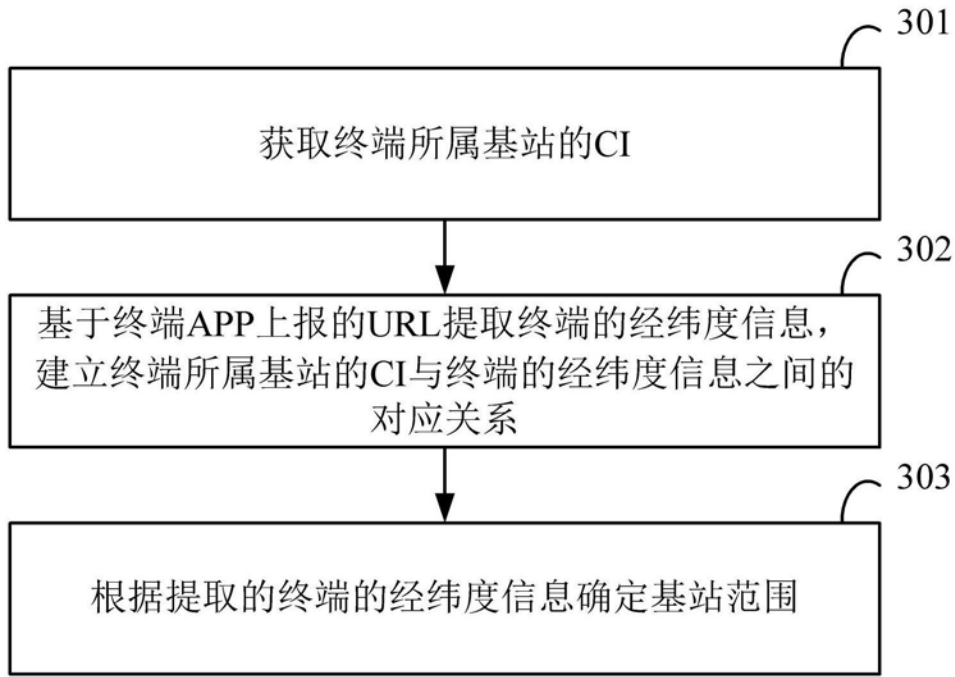 301
获取终端所属基站的CI
302
基于终端APP上报的URL提取终端的经纬度信息，
建立终端所属基站的CI与终端的经纬度信息之间的
对应关系
303
根据提取的终端的经纬度信息确定基站范围